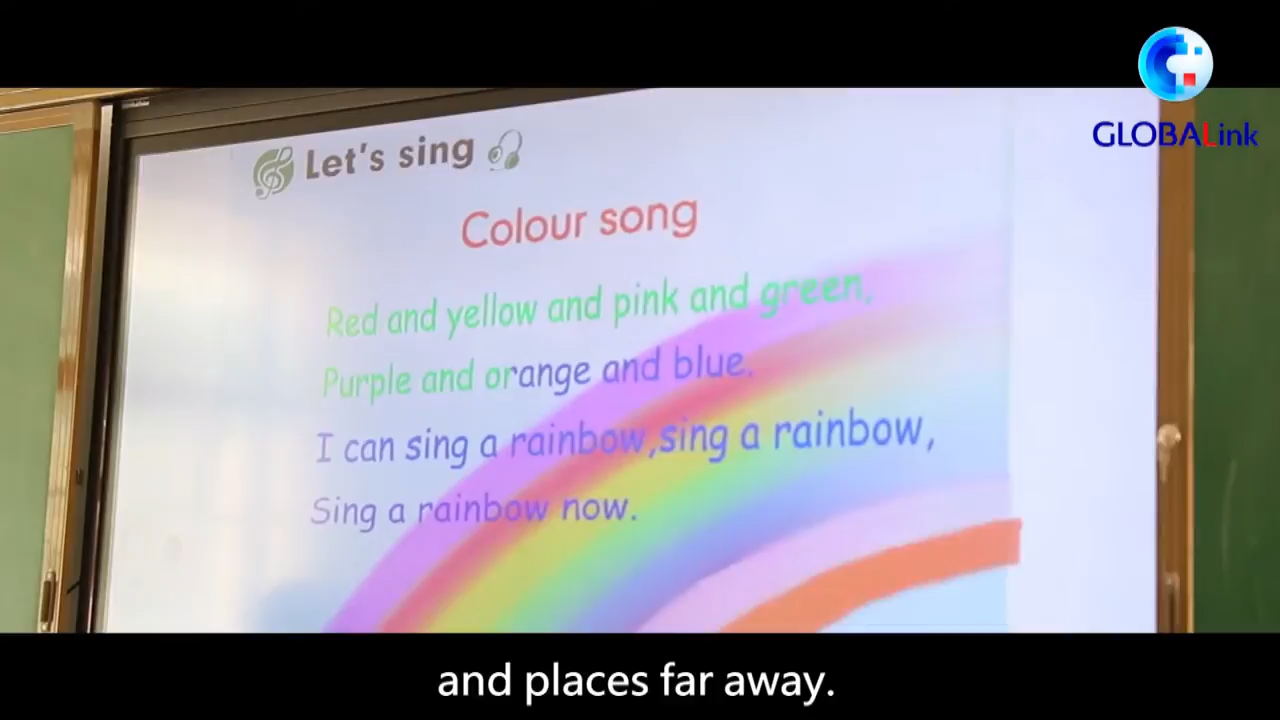 GLOBALink
Let's sing
Colour song
Red and yellow and pink and green,
Purple and orange and blue.
I can sing a rainbow,sing a rainbow,
Sing a rainbow now.
and places far away.